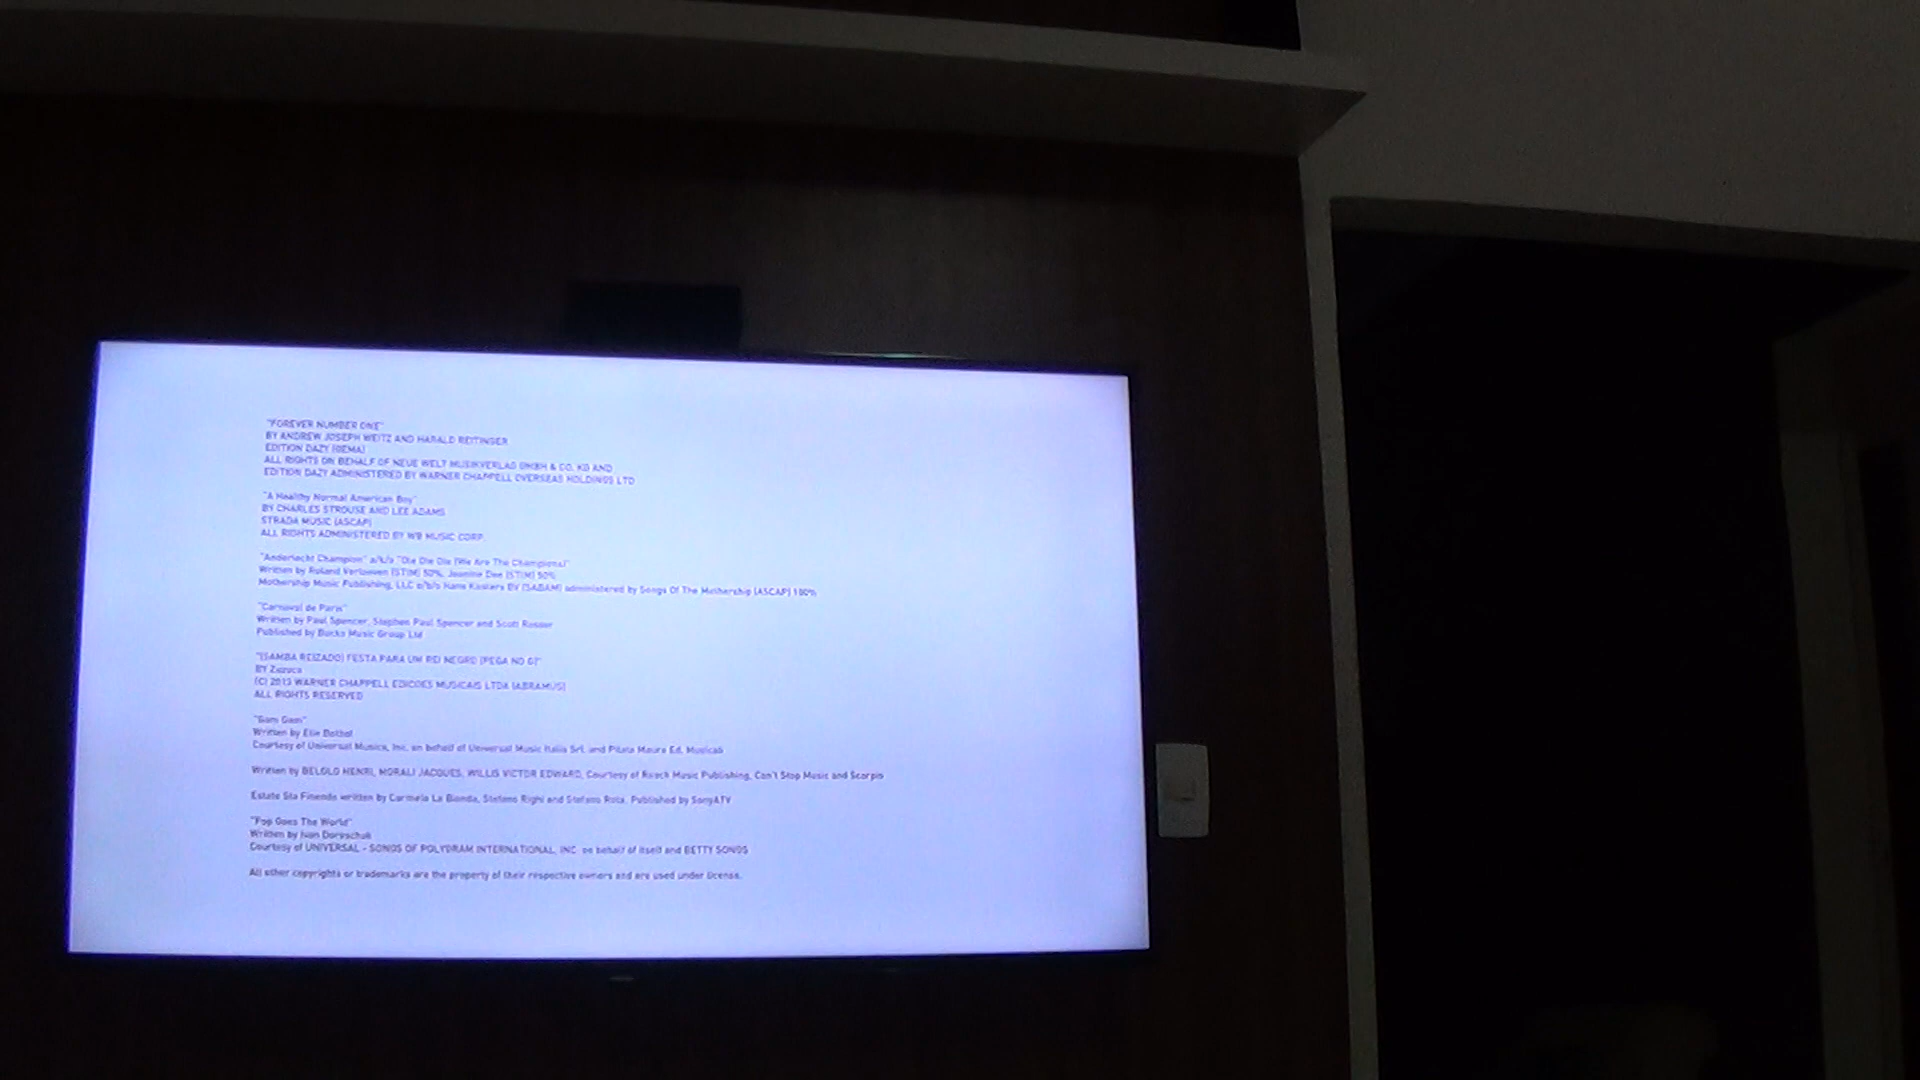 "FOREVER NUMBER ONE"
BY ANDREW JOSEPH WEITZ AND HARALD REITINGER
EDITION DAZY (GEMA)
ALL RIGHTS ON BEHALF OF NEUE WELT MUSIKVERLAG GMBH & CO. KG AND
EDITION DAZY ADMINISTERED BY WARNER CHAPPELL OVERSEAS HOLDINGS LTD
"A Healthy Normal American Boy"
BY CHARLES STROUSE AND LEE ADAMS
STRADA MUSIC (ASCAP)
ALL RIGHTS ADMINISTERED BY WB MUSIC CORP.
"Anderlecht Champion" a/k/a "Ole Ole Ole (We Are The Champions)"
Written by Roland Verlooven (STIM) 50%, Jeanine Dee (STIM) 50%
Mothership Music Publishing, LLC o/b/o Hans Kusters BV (SABAM) administered by Songs Of The Mothership (ASCAP) 100%
"Carnaval de Paris"
Written by Paul Spencer, Stephen Paul Spencer and Scott Rosser
Published by Bucks Music Group Ltd
"(SAMBA REIZADO) FESTA PARA UM REI NEGRO (PEGA NO G)"
BY Zuzuca
(C) 2013 WARNER CHAPPELL EDICOES MUSICAIS LTDA (ABRAMUS)
ALL RIGHTS RESERVED
"Gam Gam"
Written by Elie Botbol
Courtesy of Universal Musica, Inc. on behalf of Universal Music Italia Srl. and Pilata Maura Ed. Musicali
Written by BELOLO HENRI, MORALI JACQUES, WILLIS VICTOR EDWARD, Courtesy of Music Publishing, Can't Stop Music and Scorpio
Estate Sta Finendo written by Carmelo La Bionda, Stefano Righi and Stefano Rota. Published by SonyATV
"Pop Goes The World"
Written by Ivan Doroschuk
Courtesy of UNIVERSAL - SONGS OF POLYGRAM INTERNATIONAL, INC. on behalf of itself and BETTY SONGS
All other copyrights or trademarks are the property of their respective owners and are used under license.